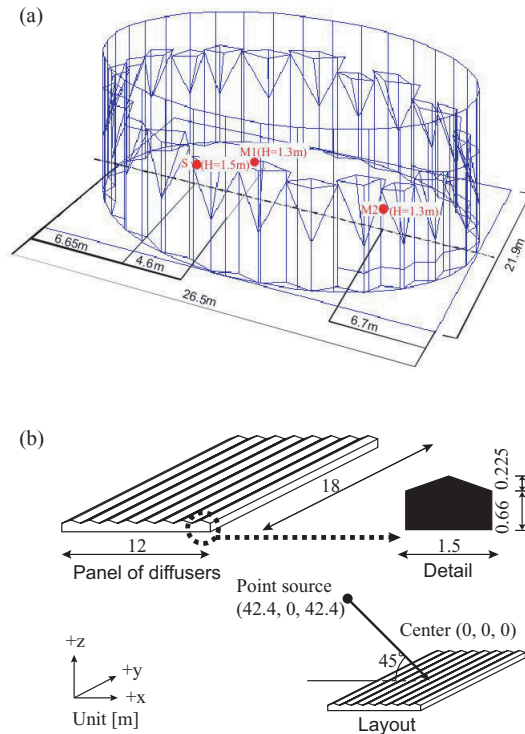 (a)
S
(H=1.5m)
M1(H=1.3m)
M2
(H=1.3m)
6.65m
4.6m
26.5m
6.7m
21.9m
(b)
18
12
Panel of diffusers
0.225
0.66
1.5
Detail
Point source
(42.4, 0, 42.4)
Center (0, 0, 0)
45°
+z
+y
+x
Unit [m]
Layout